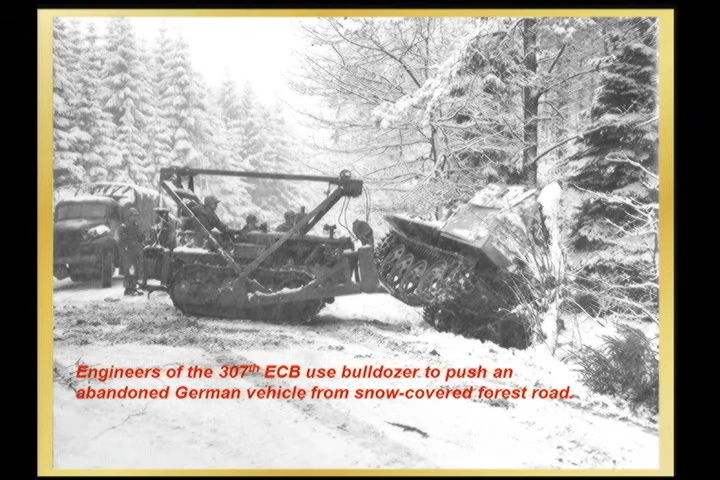 Engineers of the 307th ECB use bulldozer to push an
abandoned German vehicle from snow-covered forest road.